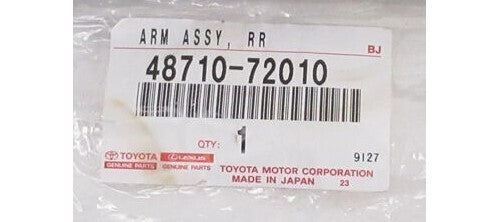 ARM ASSY, RR
BJ
48710-72010
QTY: 1
9127
TOYOTA GENUINE PARTS
LEXUS GENUINE PARTS
TOYOTA MOTOR CORPORATION
MADE IN JAPAN 23